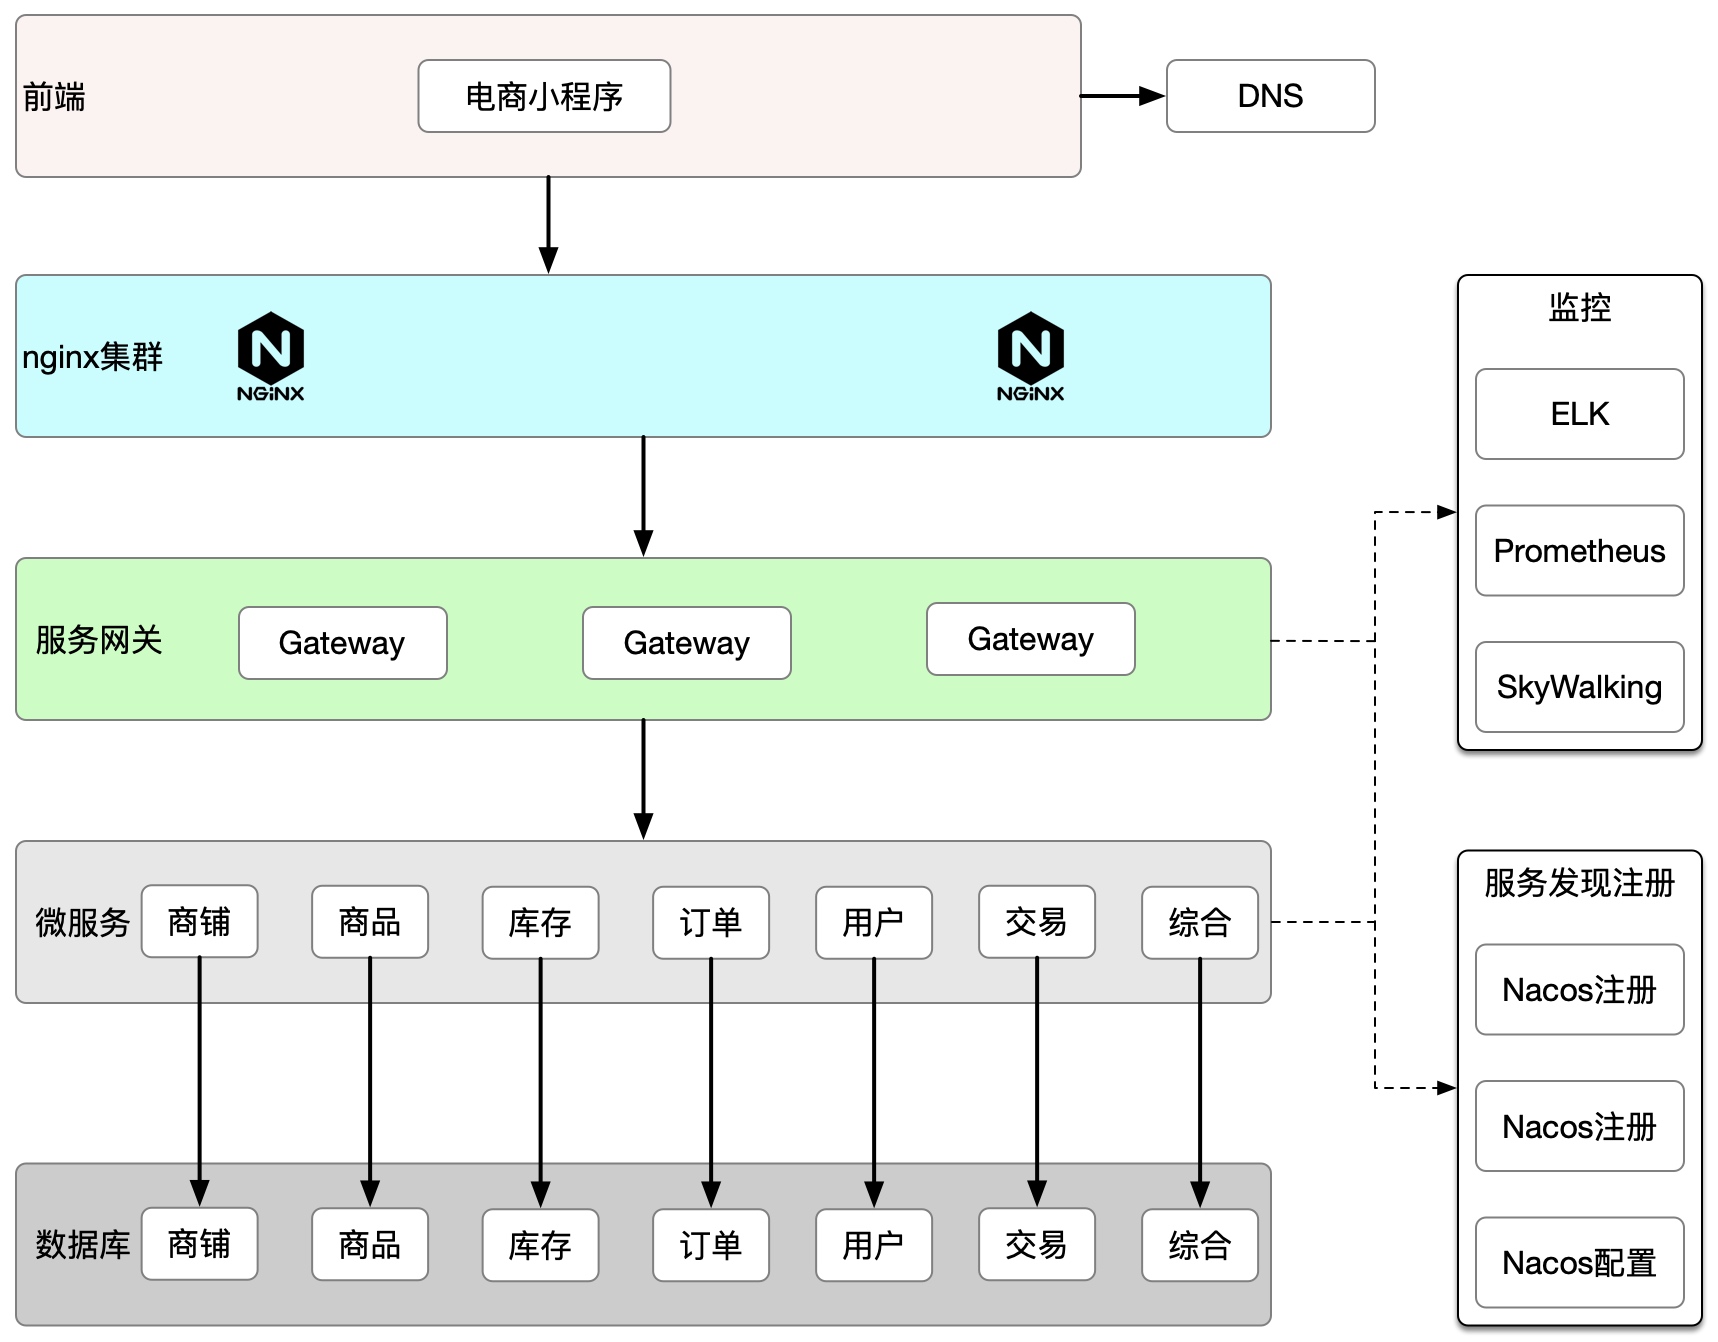 前端
电商小程序
DNS
nginx集群
NGiNX
NGiNX
服务网关
Gateway
Gateway
Gateway
微服务
商铺
商品
库存
订单
用户
交易
综合
数据库
商铺
商品
库存
订单
用户
交易
综合
监控
ELK
Prometheus
SkyWalking
服务发现注册
Nacos注册
Nacos注册
Nacos配置